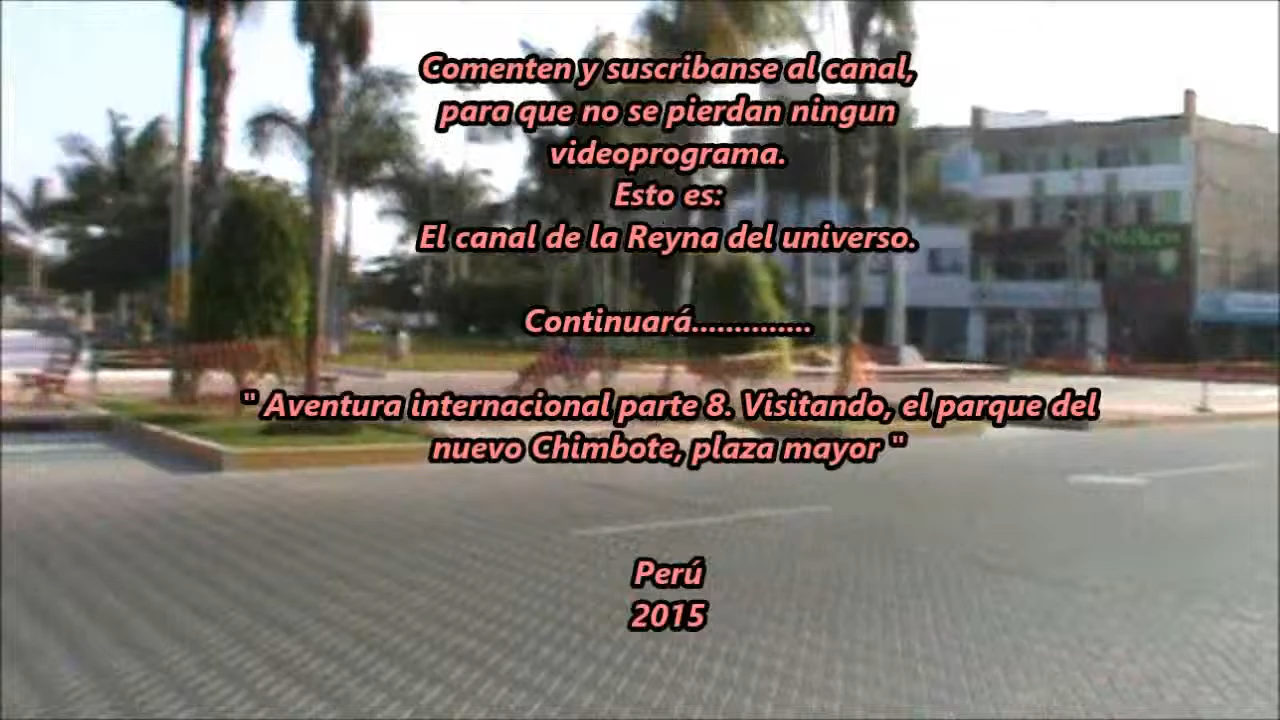 Comenten y suscribanse al canal,
para que no se pierdan ningun
videoprograma.
Esto es:
El canal de la Reyna del universo.
Continuará..............
" Aventura internacional parte 8. Visitando, el parque del
nuevo Chimbote, plaza mayor "
Perú
2015